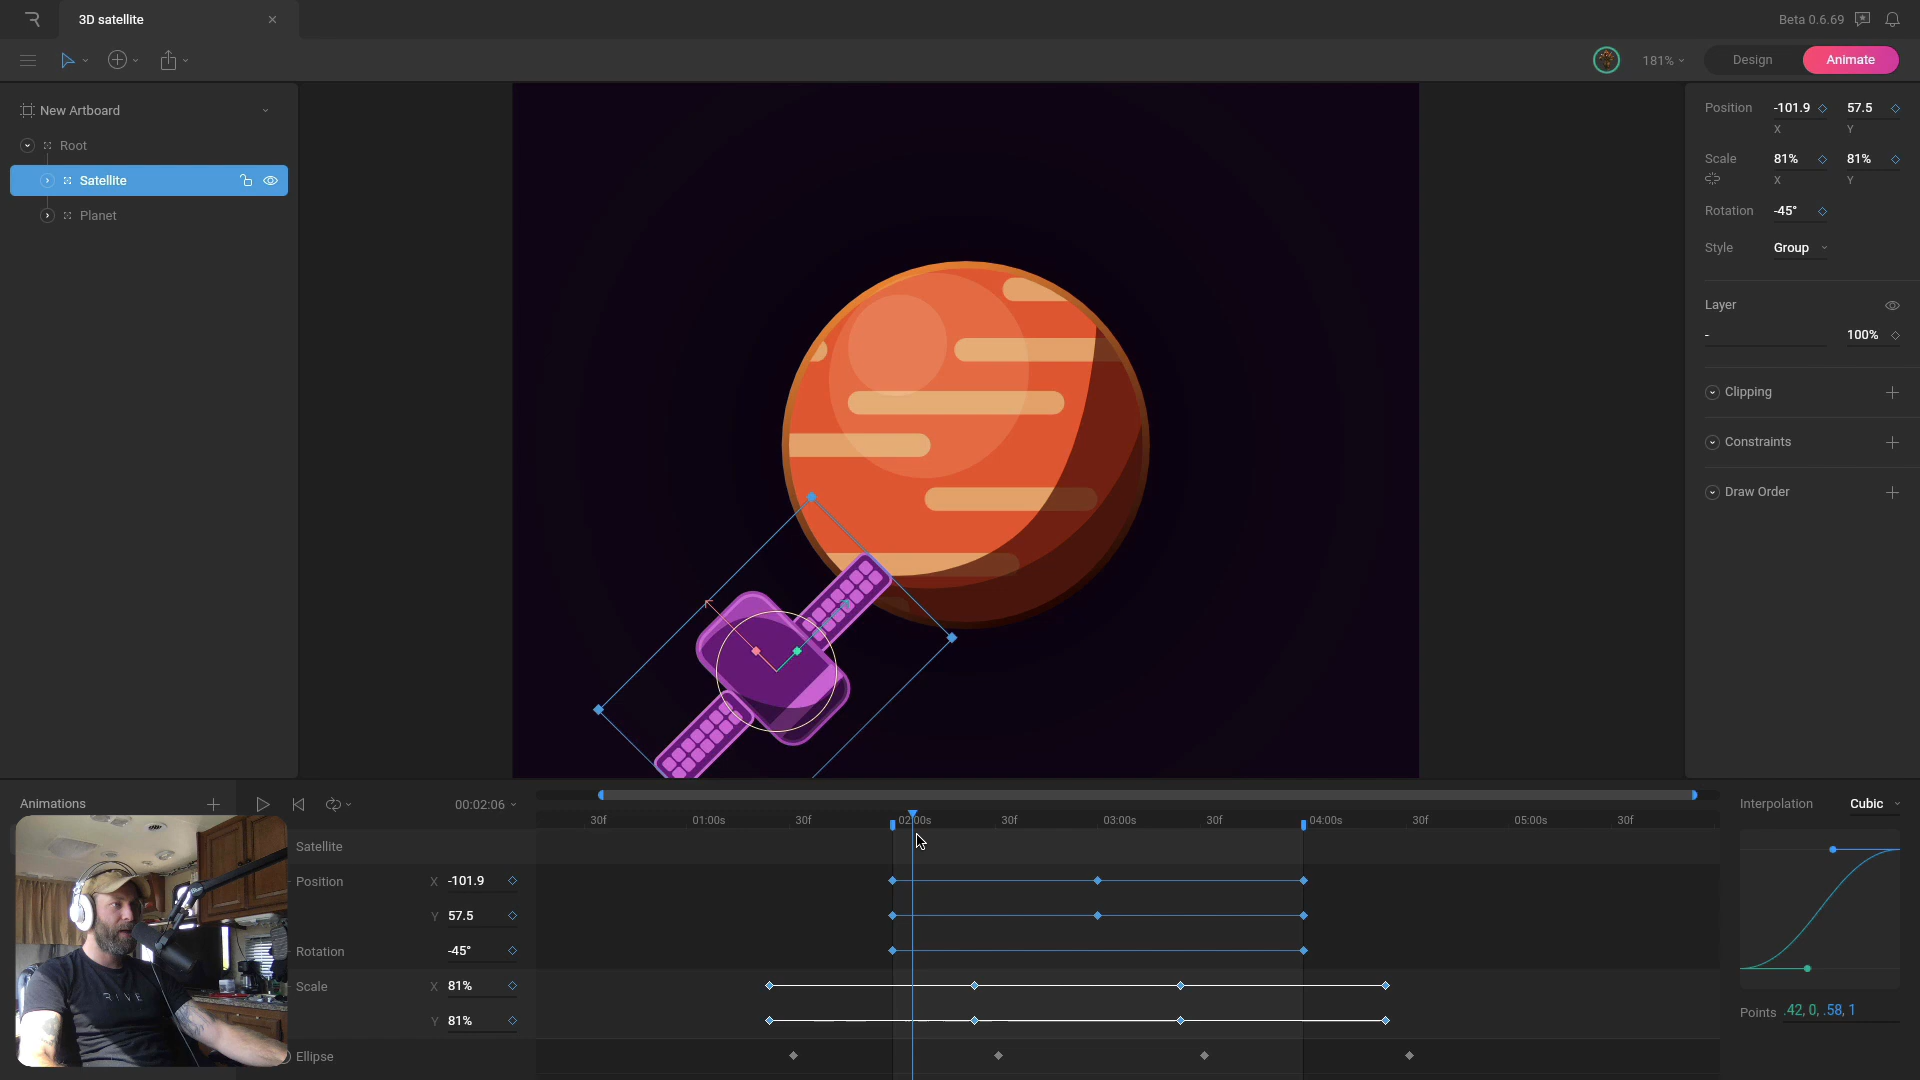 3D satellite
Beta 0.6.69
181%
Design
Animate
New Artboard
Root
Satellite
Planet
Position -101.9 57.5
X Y
Scale 81% 81%
X Y
Rotation -45°
Style Group
Layer
- 100%
Clipping
Constraints
Draw Order
Animations
00:02:06
30f 01:00s 30f 02:00s 30f 03:00s 30f 04:00s 30f 05:00s 30f
Satellite
Position X -101.9
Y 57.5
Rotation -45°
Scale X 81%
Y 81%
Ellipse
Interpolation Cubic
Points .42, 0, .58, 1
RIVE